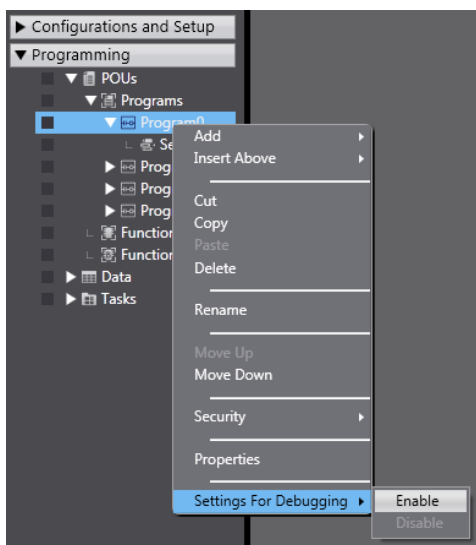 Configurations and Setup
Programming
POUs
Programs
Program0
Se
Prog
Prog
Prog
Function
Function
Data
Tasks
Add
Insert Above
Cut
Copy
Paste
Delete
Rename
Move Up
Move Down
Security
Properties
Settings For Debugging
Enable
Disable